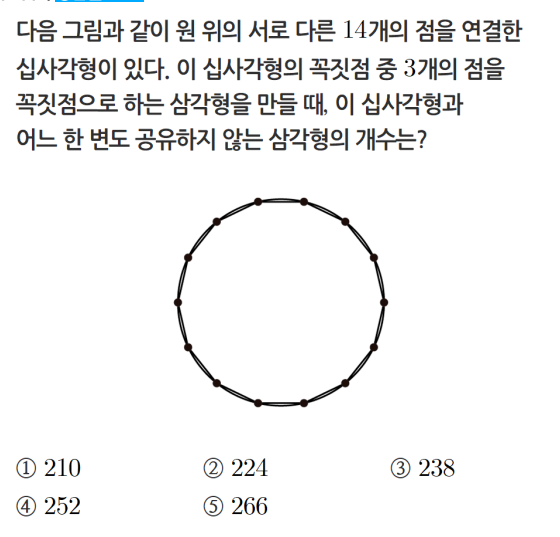 다음 그림과 같이 원 위의 서로 다른 14개의 점을 연결한
십사각형이 있다. 이 십사각형의 꼭짓점 중 3개의 점을
꼭짓점으로 하는 삼각형을 만들 때, 이 십사각형과
어느 한 변도 공유하지 않는 삼각형의 개수는?
① 210 ② 224 ③ 238
④ 252 ⑤ 266